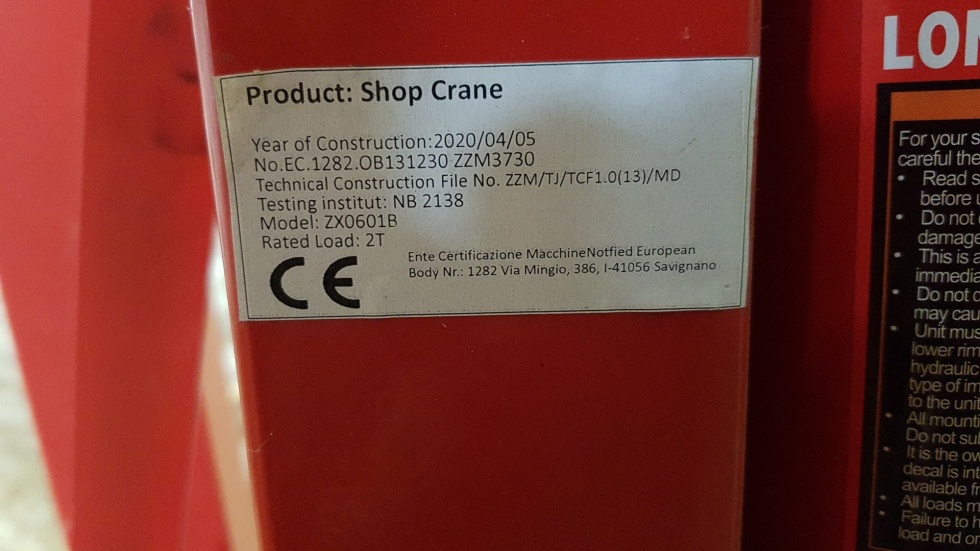 Product: Shop Crane
Year of Construction:2020/04/05
No.EC.1282.OB131230 ZZM3730
Technical Construction File No. ZZM/TJ/TCF1.0(13)/MD
Testing institut: NB 2138
Model: ZX0601B
Rated Load: 2T
CE
Ente Certificazione MacchineNotfied European
Body Nr.: 1282 Via Mingio, 386, I-41056 Savignano
LON
For your s
careful the
• Read s
before u
• Do not
damage
• This is a
immedia
• Do not o
may cau
• Unit mus
lower rim
hydraulic
type of im
to the unit
• All mounti
Do not sub
• It is the ow
decal is int
available fr
• All loads m
• Failure to h
load and or